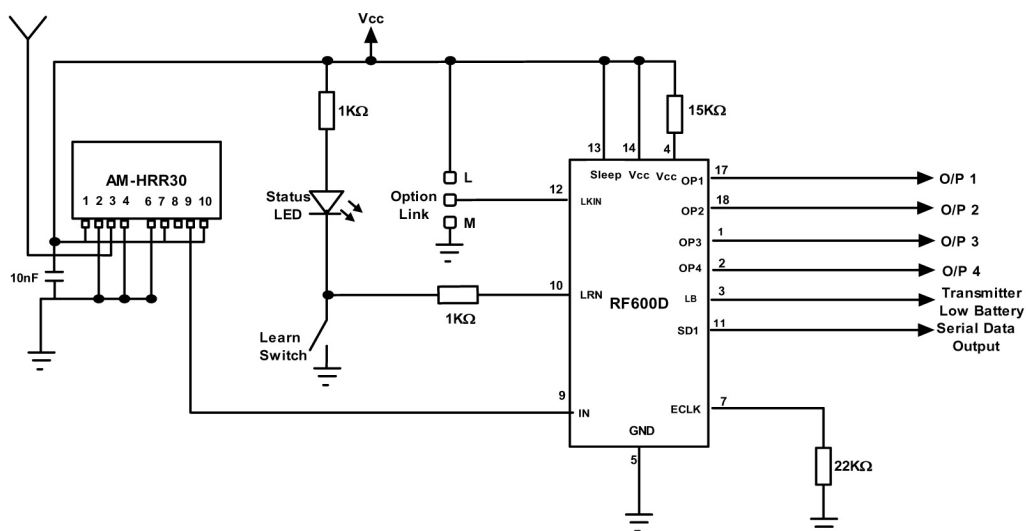 Vcc
1KΩ
15KΩ
13
14
4
AM-HRR30
1 2 3 4 6 7 8 9 10
Sleep Vcc Vcc
OP1
17
O/P 1
Status
LED
L
Option
Link
M
12
LKIN
OP2
18
O/P 2
OP3
1
O/P 3
OP4
2
O/P 4
10nF
10
LRN
1KΩ
RF600D
LB
3
Transmitter
Low Battery
SD1
11
Serial Data
Output
Learn
Switch
9
IN
ECLK
7
GND
5
22KΩ